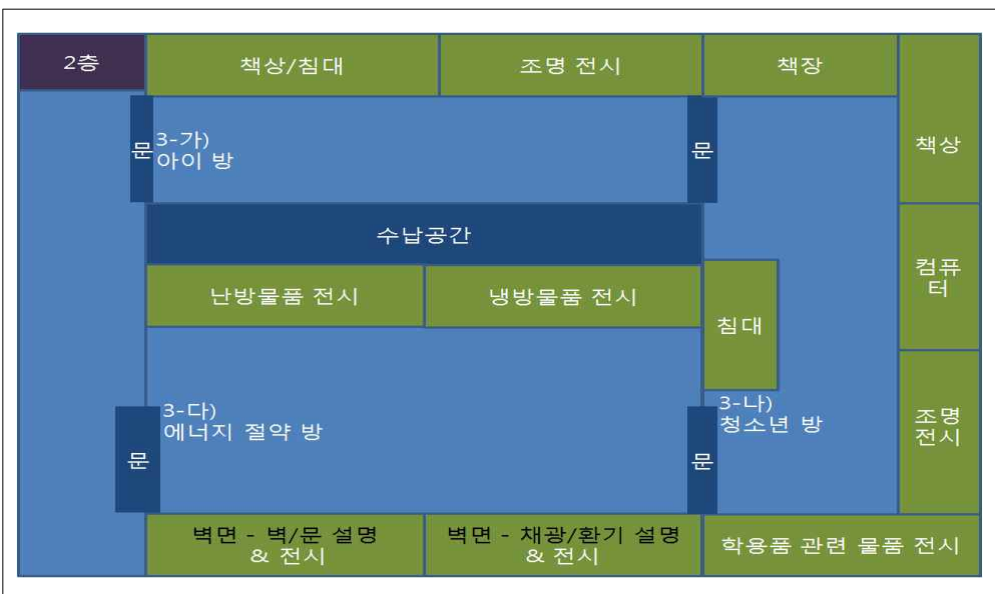 2층
책상/침대
조명 전시
책장
책상
문
3-가)
아이 방
문
수납공간
난방물품 전시
냉방물품 전시
침대
컴퓨
터
3-다)
에너지 절약 방
문
3-나)
청소년 방
문
조명
전시
벽면 - 벽/문 설명
& 전시
벽면 - 채광/환기 설명
& 전시
학용품 관련 물품 전시